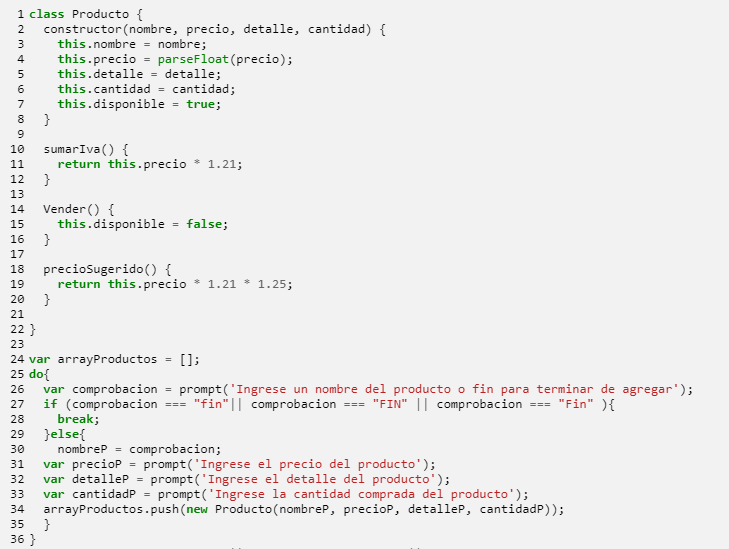 1 class Producto {
2   constructor(nombre, precio, detalle, cantidad) {
3     this.nombre = nombre;
4     this.precio = parseFloat(precio);
5     this.detalle = detalle;
6     this.cantidad = cantidad;
7     this.disponible = true;
8   }
9
10   sumarIva() {
11     return this.precio * 1.21;
12   }
13
14   Vender() {
15     this.disponible = false;
16   }
17
18   precioSugerido() {
19     return this.precio * 1.21 * 1.25;
20   }
21
22 }
23
24 var arrayProductos = [];
25 do{
26   var comprobacion = prompt('Ingrese un nombre del producto o fin para terminar de agregar');
27   if (comprobacion === "fin"|| comprobacion === "FIN" || comprobacion === "Fin" ){
28     break;
29   }else{
30     nombreP = comprobacion;
31   var precioP = prompt('Ingrese el precio del producto');
32   var detalleP = prompt('Ingrese el detalle del producto');
33   var cantidadP = prompt('Ingrese la cantidad comprada del producto');
34   arrayProductos.push(new Producto(nombreP, precioP, detalleP, cantidadP));
35   }
36 }